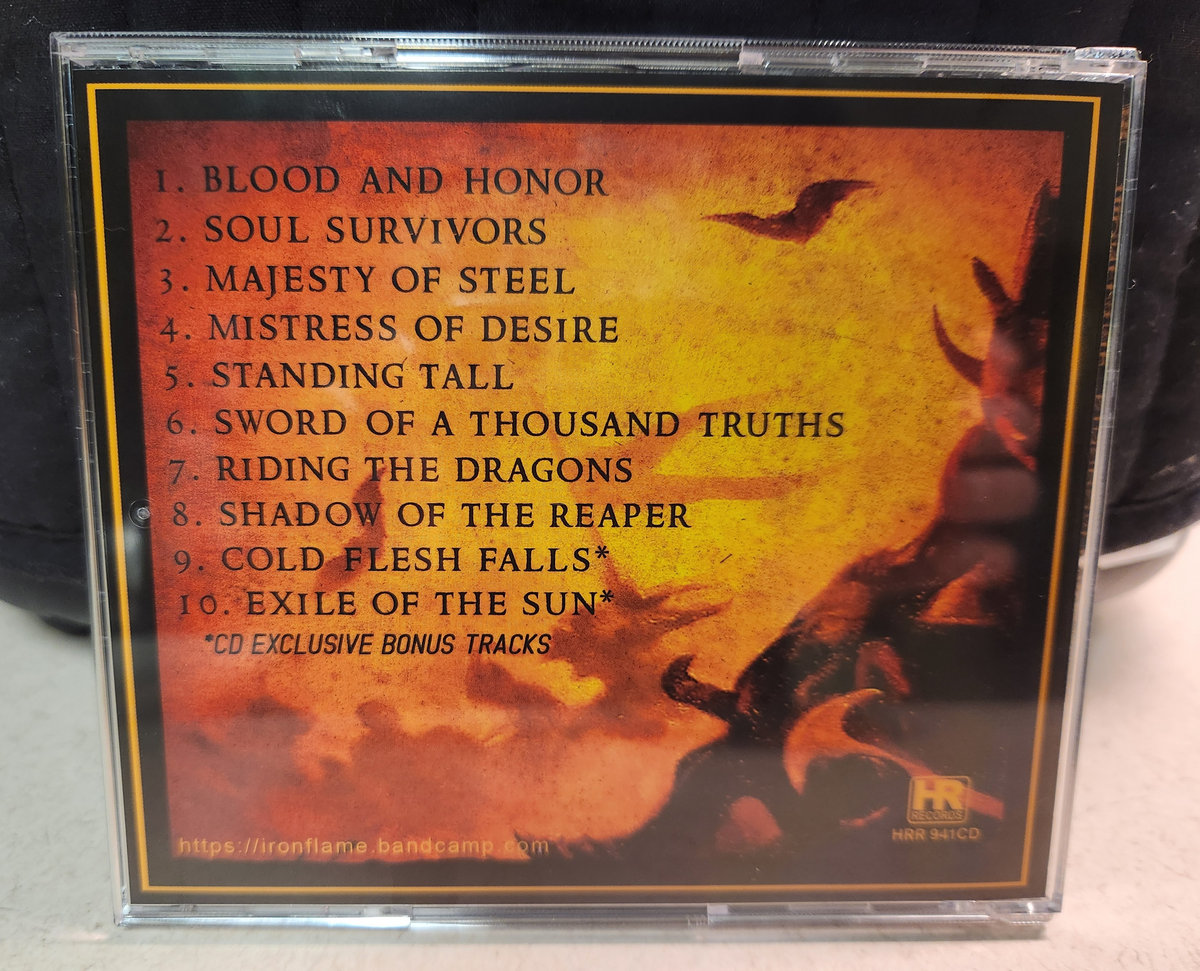 1. BLOOD AND HONOR
2. SOUL SURVIVORS
3. MAJESTY OF STEEL
4. MISTRESS OF DESIRE
5. STANDING TALL
6. SWORD OF A THOUSAND TRUTHS
7. RIDING THE DRAGONS
8. SHADOW OF THE REAPER
9. COLD FLESH FALLS*
10. EXILE OF THE SUN*
*CD EXCLUSIVE BONUS TRACKS
HR
RECORDS
HRR 941CD
https://ironflame.bandcamp.com